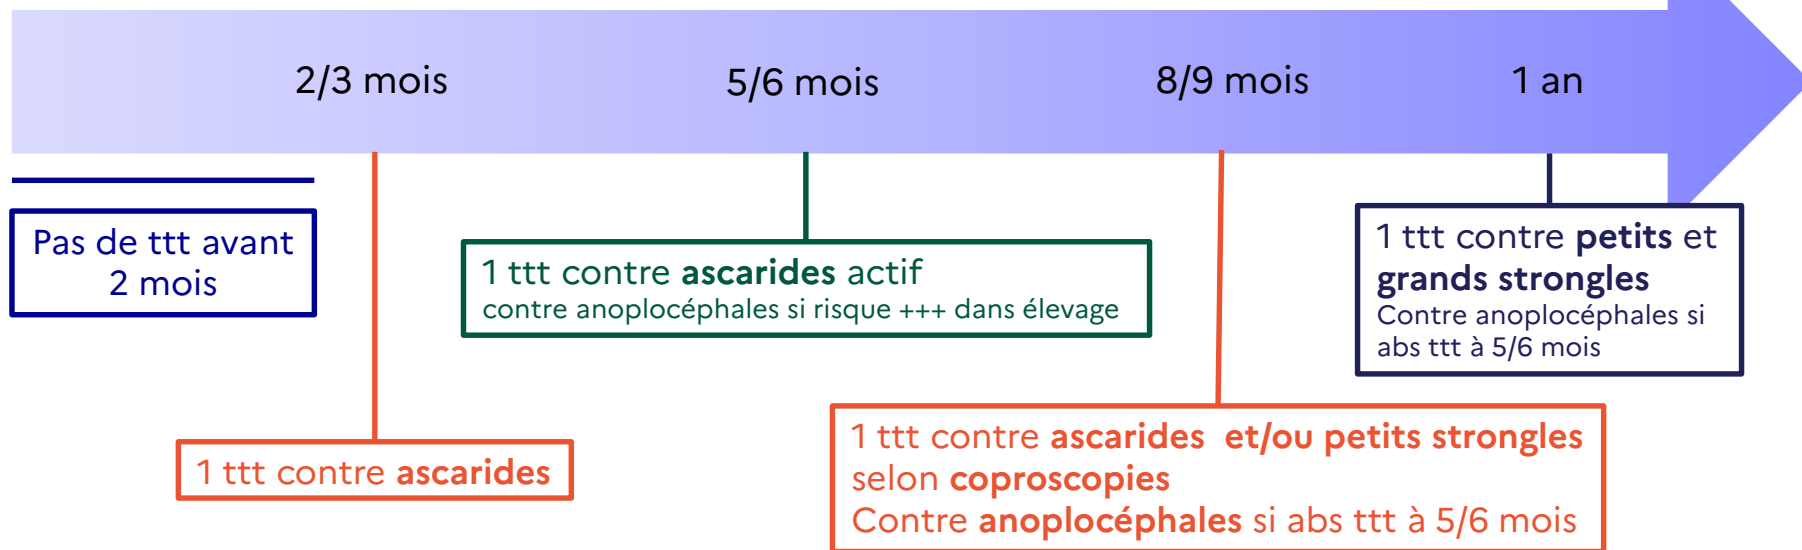 2/3 mois
5/6 mois
8/9 mois
1 an
Pas de ttt avant
2 mois
1 ttt contre ascarides
1 ttt contre ascarides actif
contre anoplocéphales si risque +++ dans élevage
1 ttt contre ascarides et/ou petits strongles
selon coproscopies
Contre anoplocéphales si abs ttt à 5/6 mois
1 ttt contre petits et
grands strongles
Contre anoplocéphales si
abs ttt à 5/6 mois